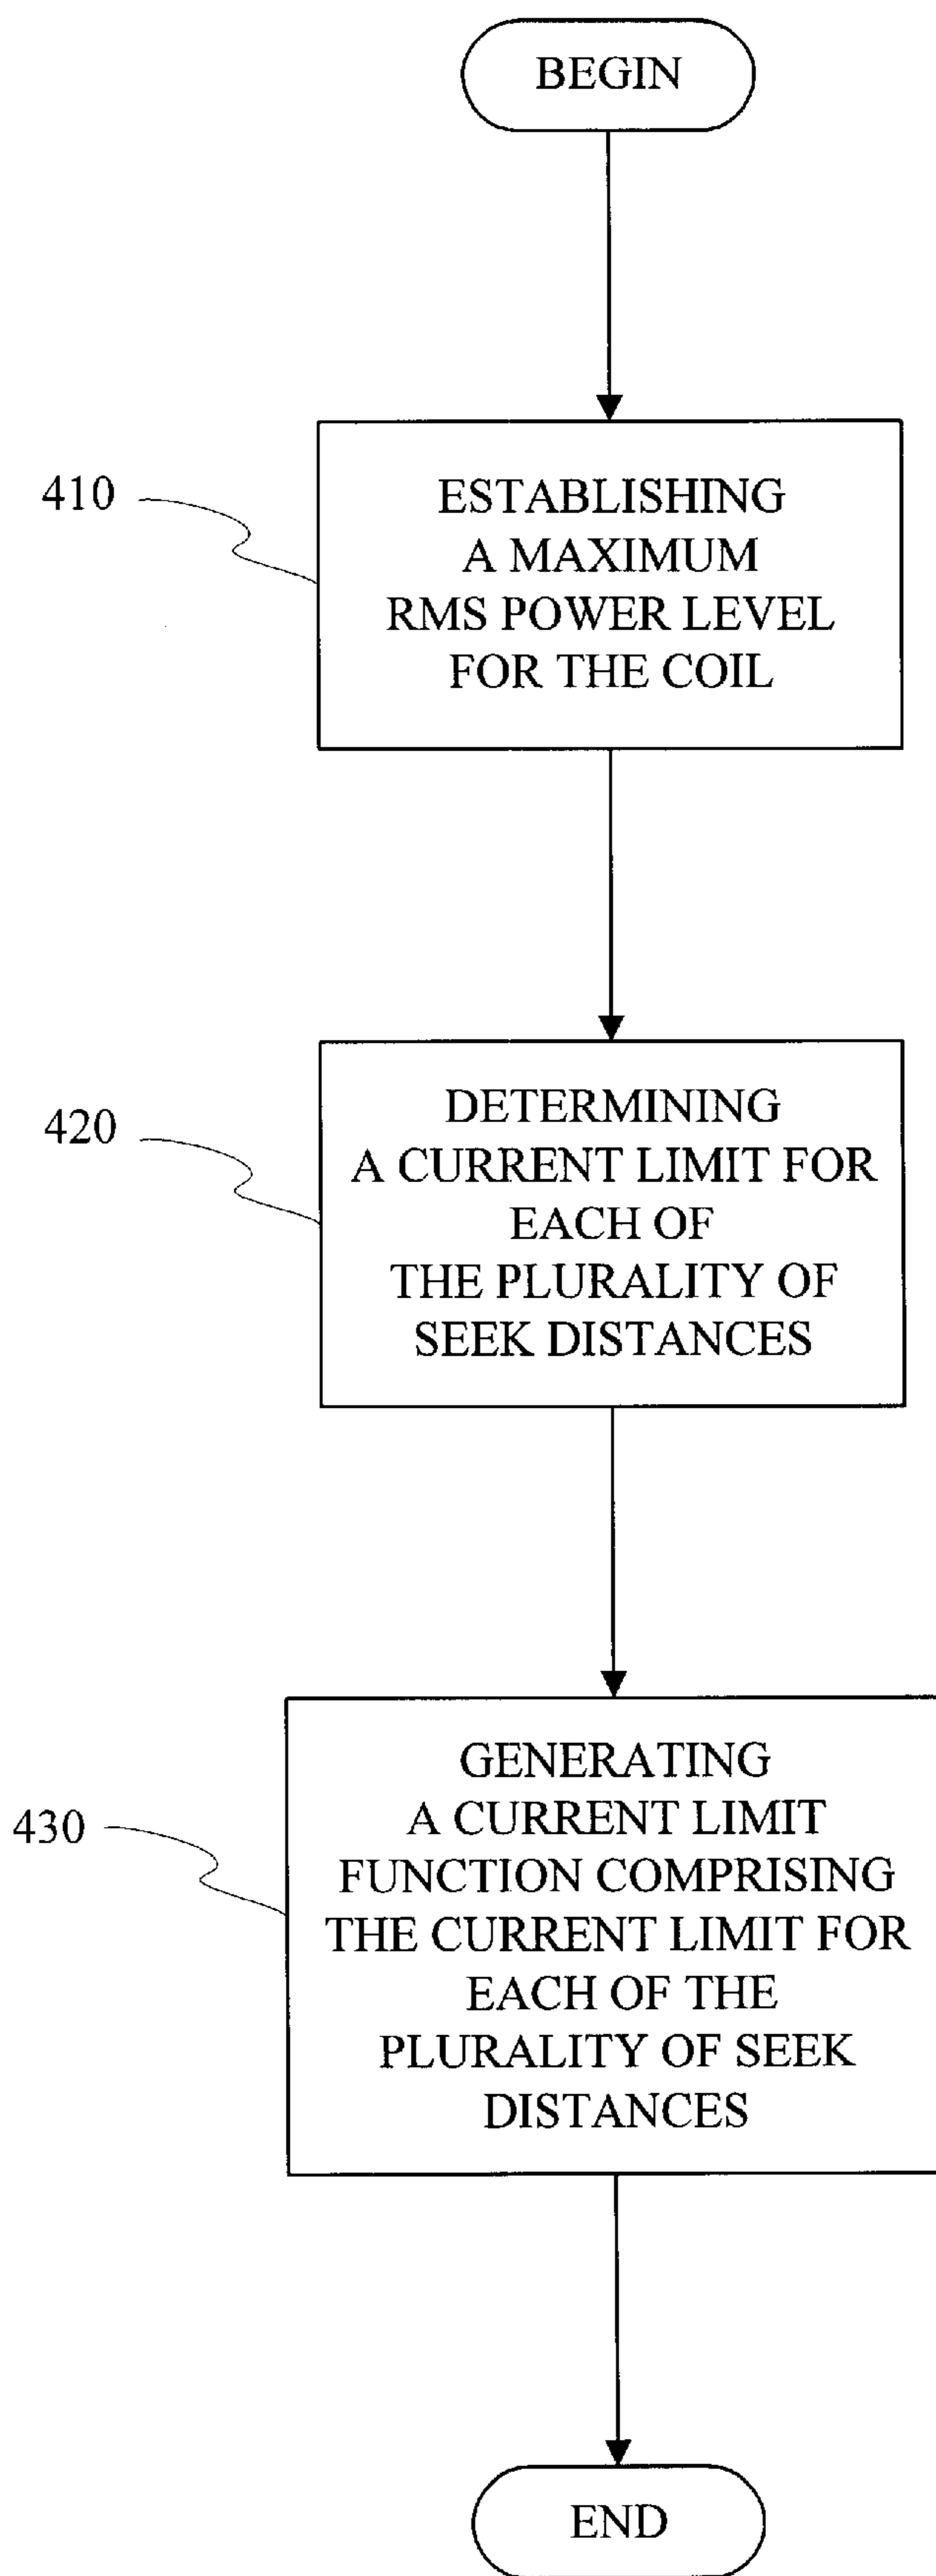 BEGIN
410
ESTABLISHING
A MAXIMUM
RMS POWER LEVEL
FOR THE COIL
420
DETERMINING
A CURRENT LIMIT FOR
EACH OF
THE PLURALITY OF
SEEK DISTANCES
430
GENERATING
A CURRENT LIMIT
FUNCTION COMPRISING
THE CURRENT LIMIT FOR
EACH OF THE
PLURALITY OF SEEK
DISTANCES
END